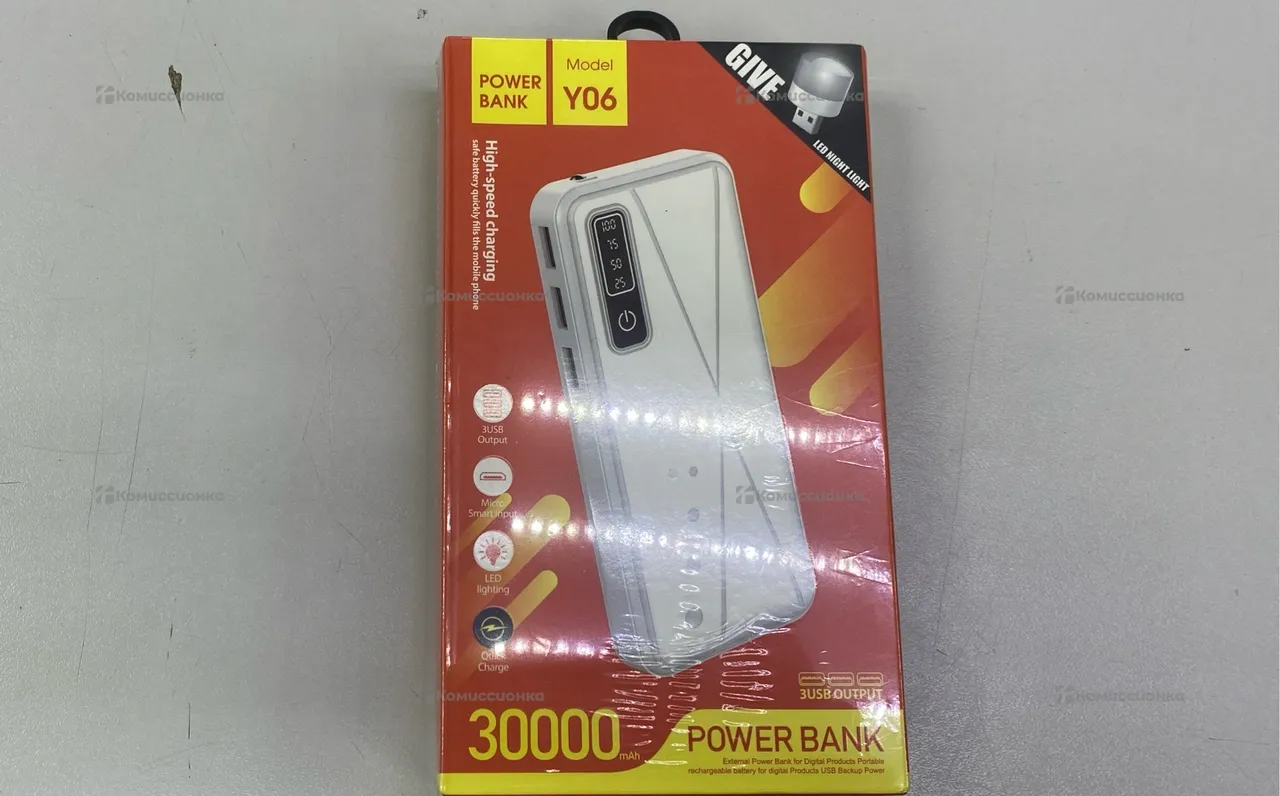 POWER
BANK
Model
Y06
GIVE
LED NIGHT LIGHT
High-speed charging
safe battery quickly fills the mobile phone
100
75
50
25
3USB
Output
Micro
Smart input
LED
lighting
Quick
Charge
3USB OUTPUT
30000mAh
POWER BANK
External Power Bank for Digital Products Portable
rechargeable battery for digital Products USB Backup Power
Комиссионка
Комиссионка
Комиссионка
Комиссионка
Комиссионка
Комиссионка
Комиссионка
Комиссионка